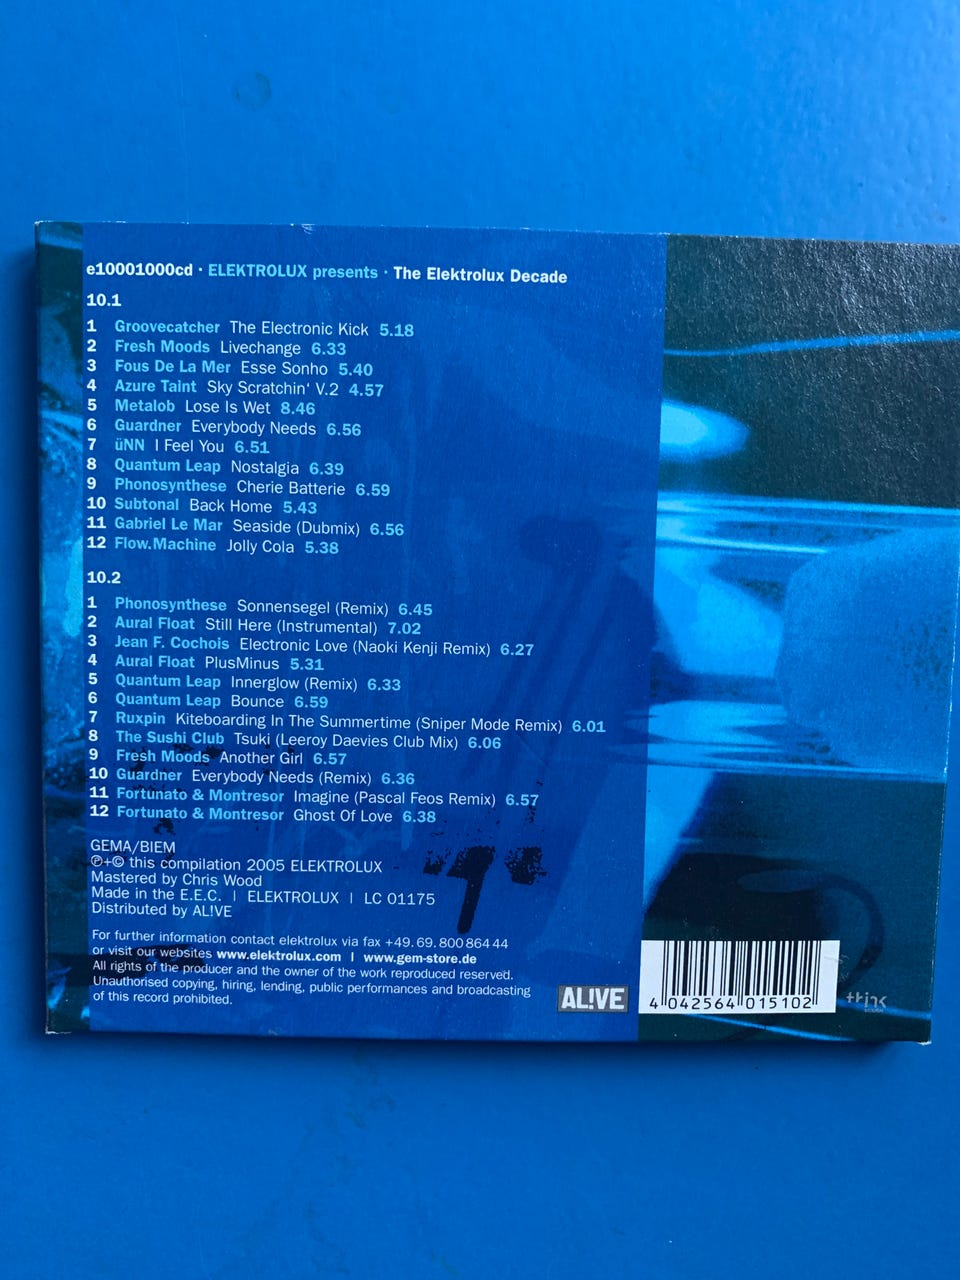 e10001000cd · ELEKTROLUX presents · The Elektrolux Decade
10.1
1 Groovecatcher The Electronic Kick 5.18
2 Fresh Moods Livechange 6.33
3 Fous De La Mer Esse Sonho 5.40
4 Azure Taint Sky Scratchin' V.2 4.57
5 Metalob Lose Is Wet 8.46
6 Guardner Everybody Needs 6.56
7 üNN I Feel You 6.51
8 Quantum Leap Nostalgia 6.39
9 Phonosynthese Cherie Batterie 6.59
10 Subtonal Back Home 5.43
11 Gabriel Le Mar Seaside (Dubmix) 6.56
12 Flow.Machine Jolly Cola 5.38
10.2
1 Phonosynthese Sonnensegel (Remix) 6.45
2 Aural Float Still Here (Instrumental) 7.02
3 Jean F. Cochois Electronic Love (Naoki Kenji Remix) 6.27
4 Aural Float PlusMinus 5.31
5 Quantum Leap Innerglow (Remix) 6.33
6 Quantum Leap Bounce 6.59
7 Ruxpin Kiteboarding In The Summertime (Sniper Mode Remix) 6.01
8 The Sushi Club Tsuki (Leeroy Daevies Club Mix) 6.06
9 Fresh Moods Another Girl 6.57
10 Guardner Everybody Needs (Remix) 6.36
11 Fortunato & Montresor Imagine (Pascal Feos Remix) 6.57
12 Fortunato & Montresor Ghost Of Love 6.38
GEMA/BIEM
℗+© this compilation 2005 ELEKTROLUX
Mastered by Chris Wood
Made in the E.E.C. | ELEKTROLUX | LC 01175
Distributed by AL!VE
For further information contact elektrolux via fax +49.69.800 864 44
or visit our websites www.elektrolux.com | www.gem-store.de
All rights of the producer and the owner of the work reproduced reserved.
Unauthorised copying, hiring, lending, public performances and broadcasting
of this record prohibited.
AL!VE
4 042564 015102
think